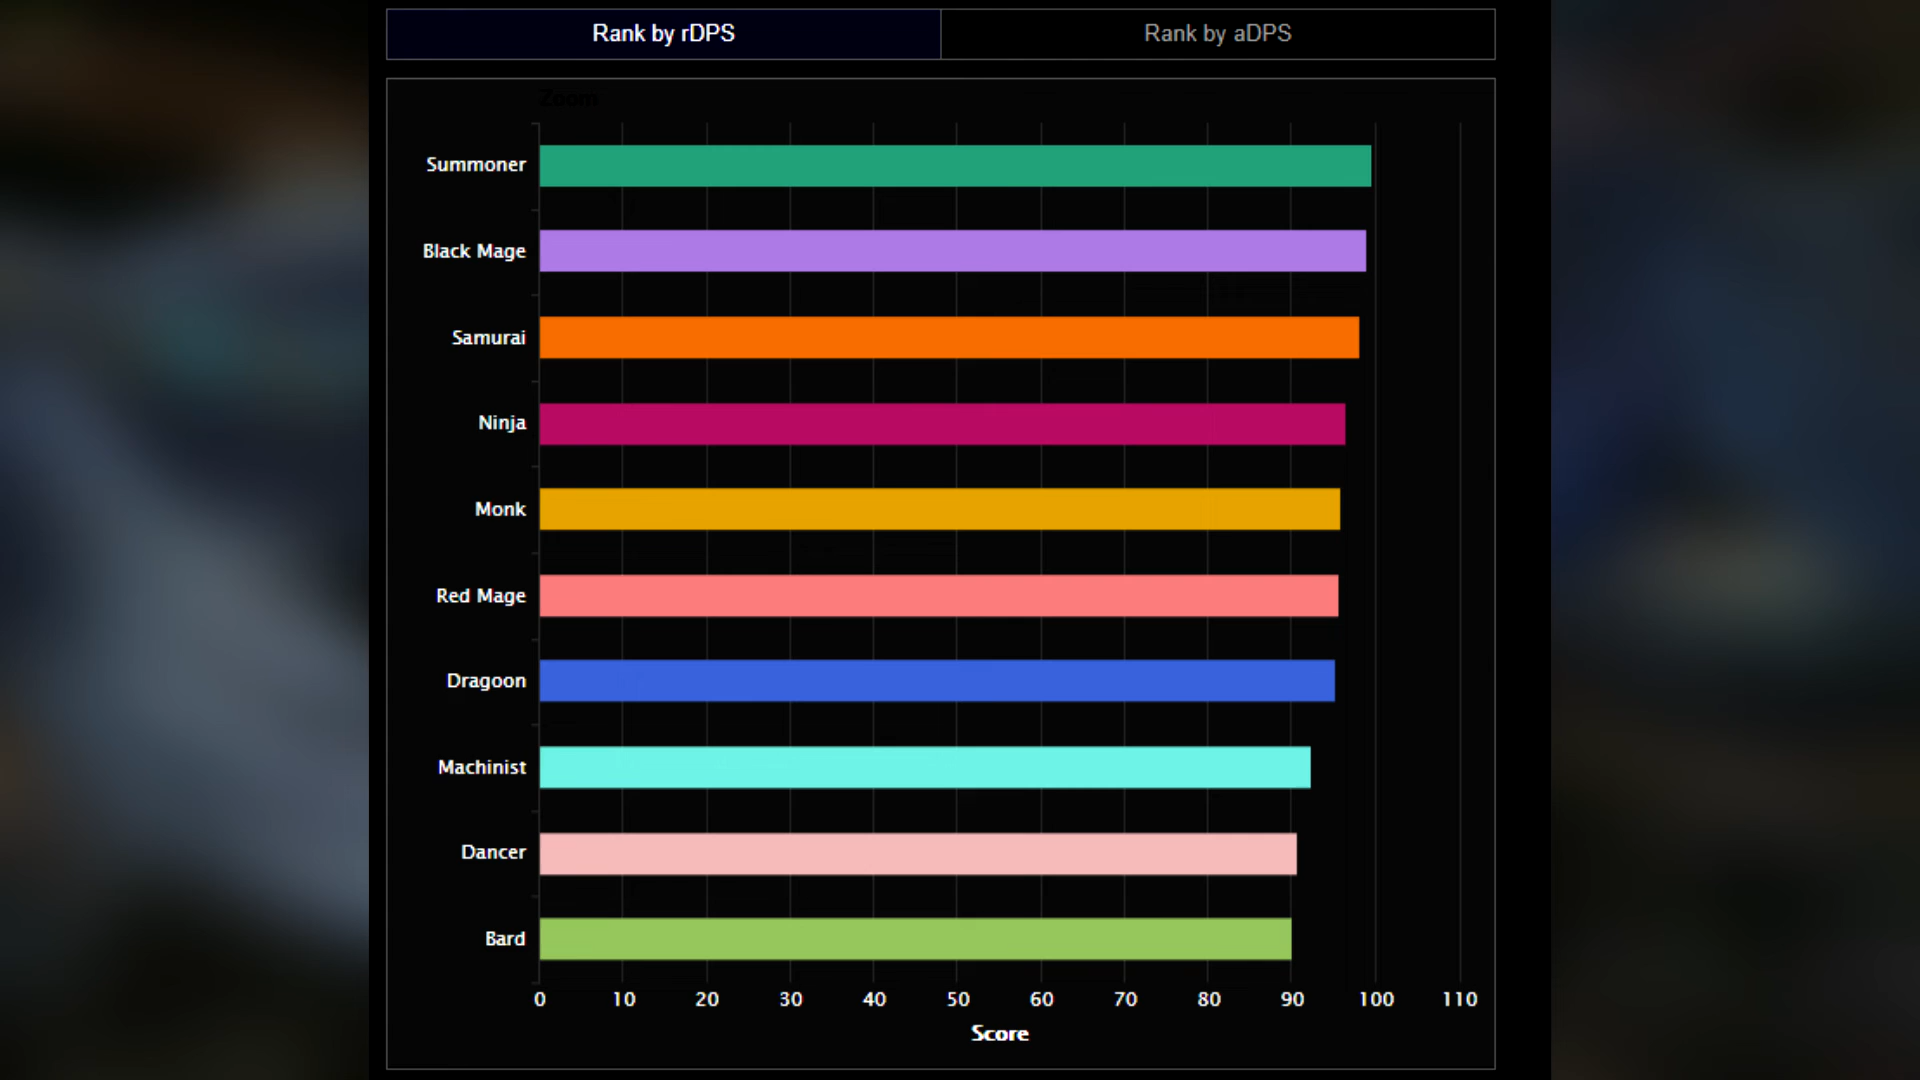 Rank by rDPS
Rank by aDPS
Zoom
Summoner
Black Mage
Samurai
Ninja
Monk
Red Mage
Dragoon
Machinist
Dancer
Bard
0 10 20 30 40 50 60 70 80 90 100 110
Score